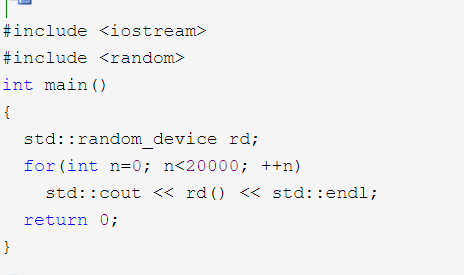 #include <iostream>
#include <random>
int main()
{
  std::random_device rd;
  for(int n=0; n<20000; ++n)
    std::cout << rd() << std::endl;
  return 0;
}